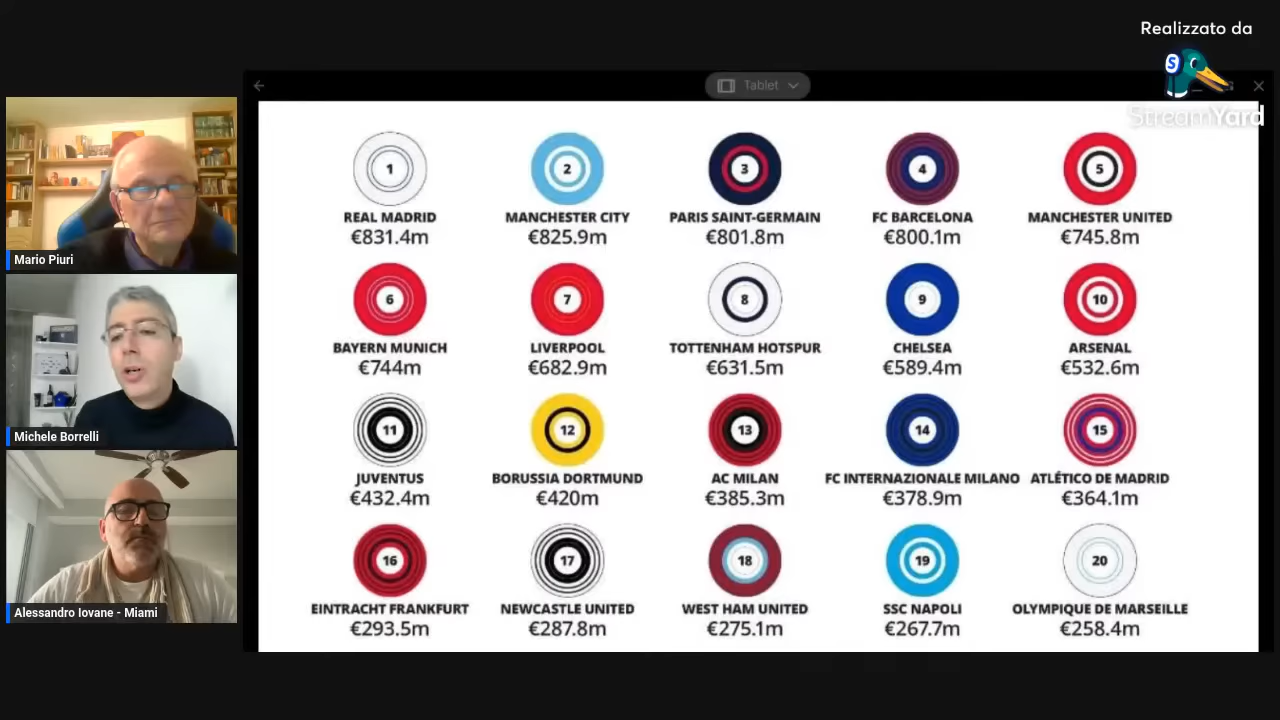 Realizzato da
S
StreamYard
Tablet
Mario Piuri
Michele Borrelli
Alessandro Iovane - Miami
1
2
3
4
5
REAL MADRID
MANCHESTER CITY
PARIS SAINT-GERMAIN
FC BARCELONA
MANCHESTER UNITED
€831.4m
€825.9m
€801.8m
€800.1m
€745.8m
6
7
8
9
10
BAYERN MUNICH
LIVERPOOL
TOTTENHAM HOTSPUR
CHELSEA
ARSENAL
€744m
€682.9m
€631.5m
€589.4m
€532.6m
11
12
13
14
15
JUVENTUS
BORUSSIA DORTMUND
AC MILAN
FC INTERNAZIONALE MILANO
ATLÉTICO DE MADRID
€432.4m
€420m
€385.3m
€378.9m
€364.1m
16
17
18
19
20
EINTRACHT FRANKFURT
NEWCASTLE UNITED
WEST HAM UNITED
SSC NAPOLI
OLYMPIQUE DE MARSEILLE
€293.5m
€287.8m
€275.1m
€267.7m
€258.4m